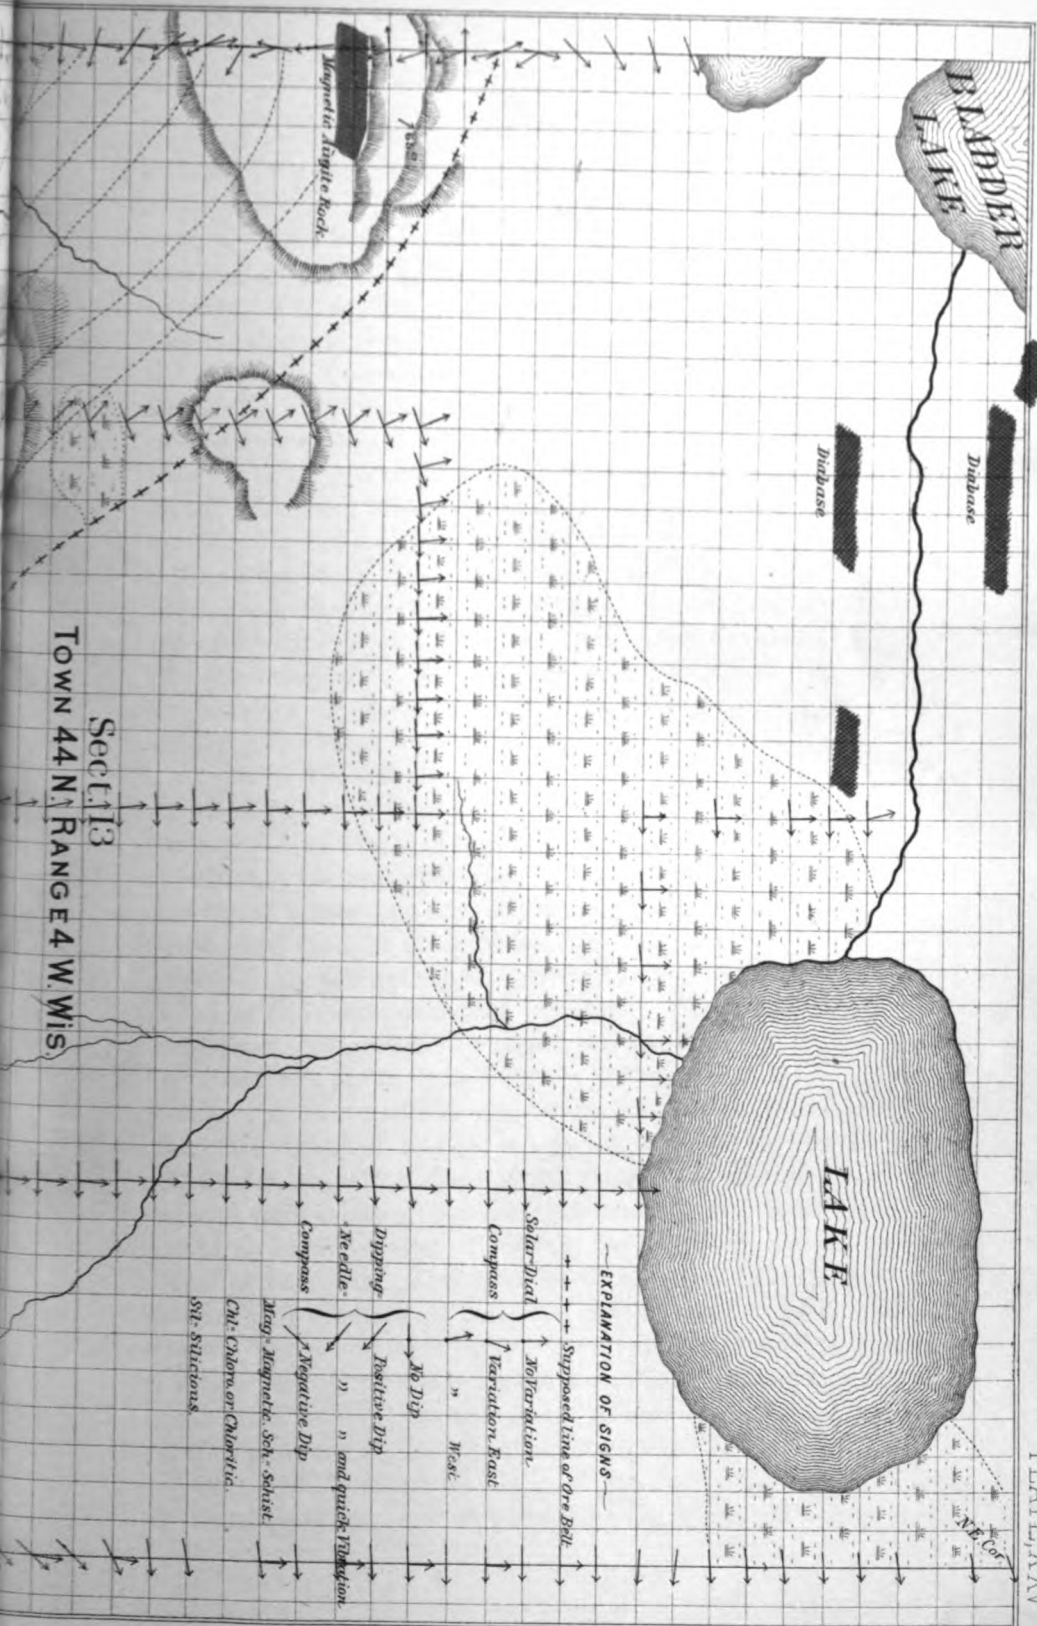 PLATE, XXV
BLADDER
LAKE
Diabase
Diabase
Magnetic Augite Rock.
LAKE
N.E. Cor
—EXPLANATION OF SIGNS—
++++ Supposed line of Ore Belt
Solar Dial
Compass
No Variation
Variation East
" West
Dipping
"Needle"
Compass
No Dip
Positive Dip
" " and quick Vibration
Negative Dip
Mag= Magnetic. Sch= Schist
Chl= Chloro, or Chloritic.
Sil= Silicious.
Sect. 13
TOWN 44 N. RANGE 4 W. WIS.